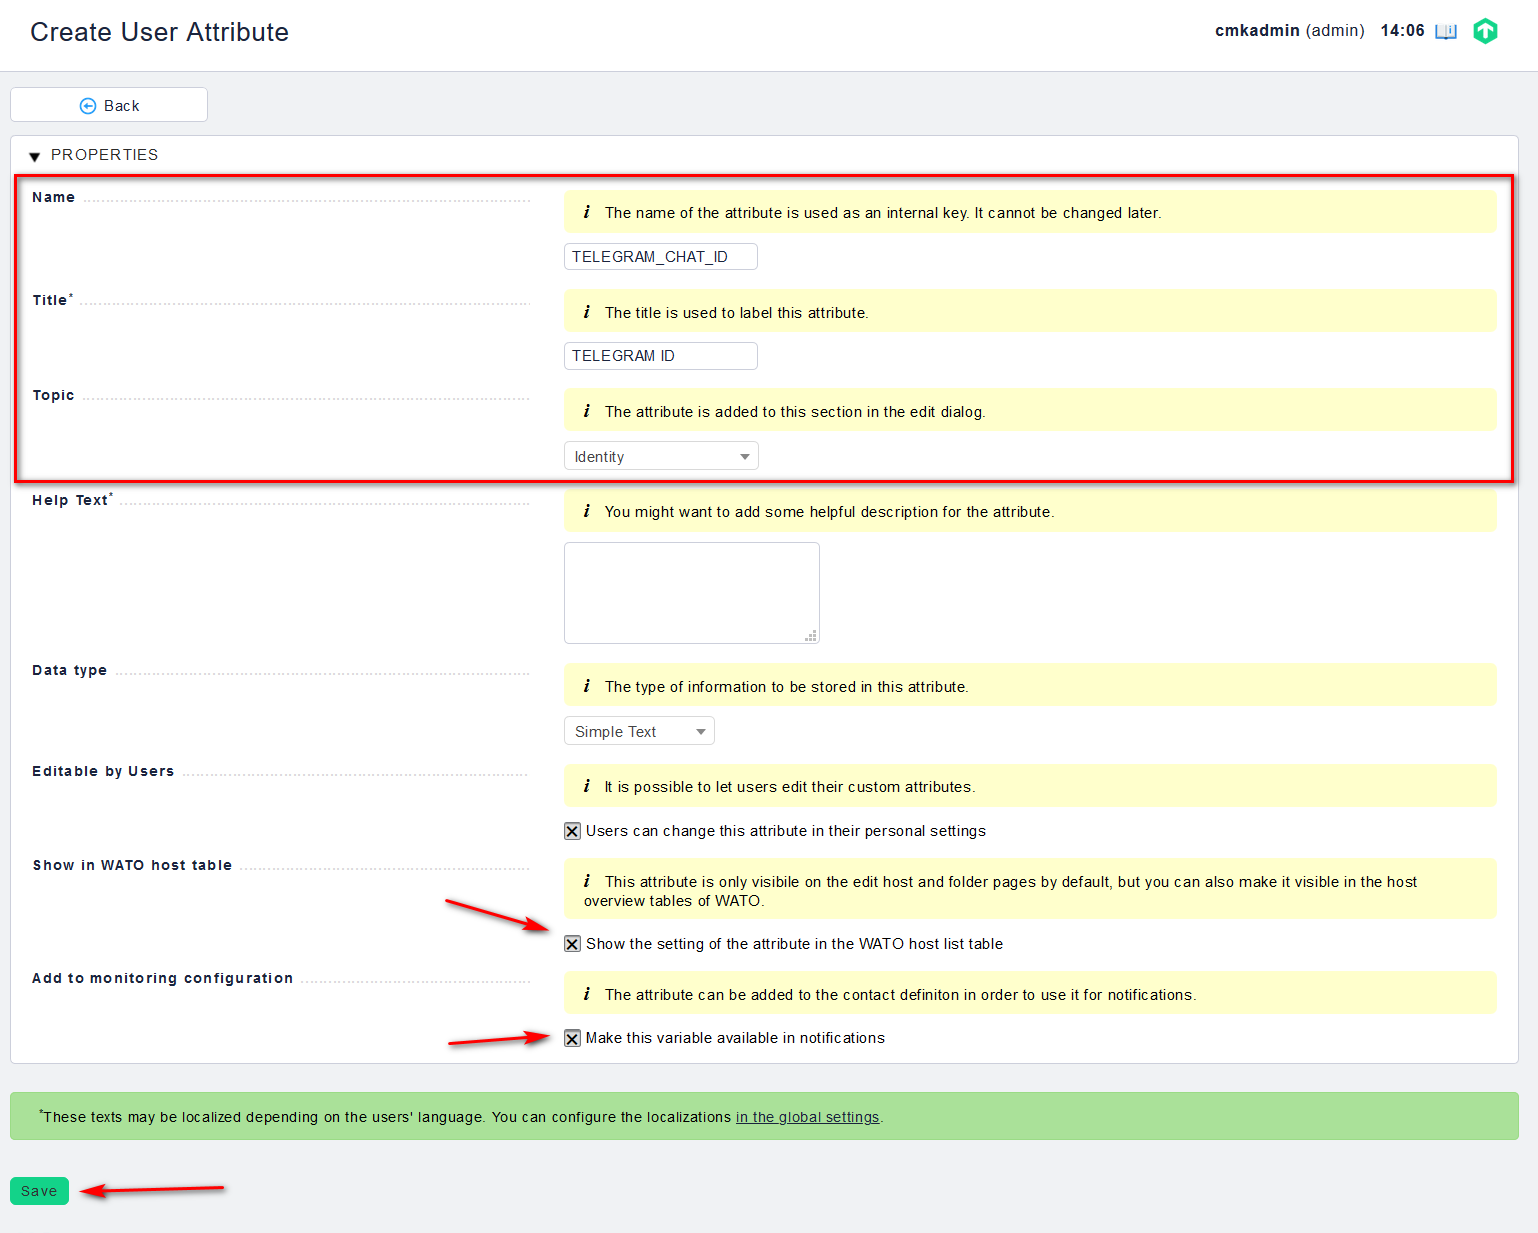 Create User Attribute
cmkadmin (admin) 14:06
Back
PROPERTIES
Name
i The name of the attribute is used as an internal key. It cannot be changed later.
TELEGRAM_CHAT_ID
Title*
i The title is used to label this attribute.
TELEGRAM ID
Topic
i The attribute is added to this section in the edit dialog.
Identity
Help Text*
i You might want to add some helpful description for the attribute.
Data type
i The type of information to be stored in this attribute.
Simple Text
Editable by Users
i It is possible to let users edit their custom attributes.
Users can change this attribute in their personal settings
Show in WATO host table
i This attribute is only visibile on the edit host and folder pages by default, but you can also make it visible in the host
overview tables of WATO.
Show the setting of the attribute in the WATO host list table
Add to monitoring configuration
i The attribute can be added to the contact definiton in order to use it for notifications.
Make this variable available in notifications
*These texts may be localized depending on the users' language. You can configure the localizations in the global settings.
Save